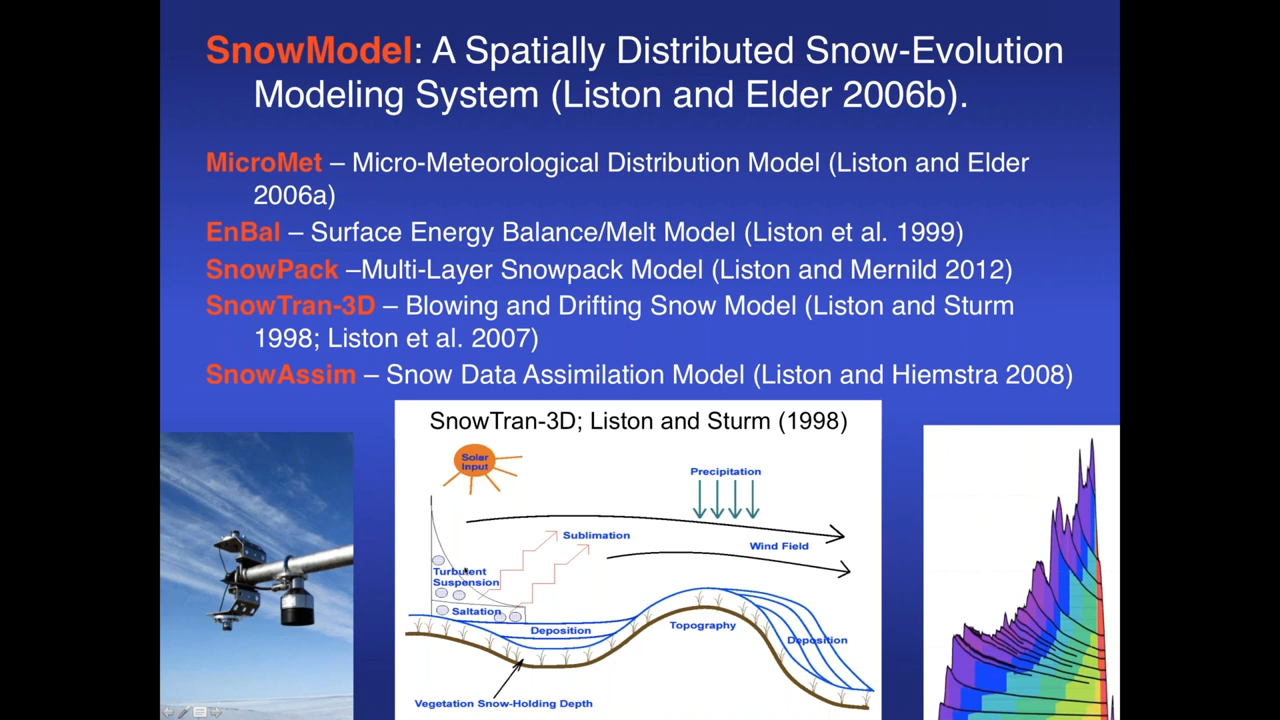 SnowModel: A Spatially Distributed Snow-Evolution
Modeling System (Liston and Elder 2006b).
MicroMet – Micro-Meteorological Distribution Model (Liston and Elder
2006a)
EnBal – Surface Energy Balance/Melt Model (Liston et al. 1999)
SnowPack –Multi-Layer Snowpack Model (Liston and Mernild 2012)
SnowTran-3D – Blowing and Drifting Snow Model (Liston and Sturm
1998; Liston et al. 2007)
SnowAssim – Snow Data Assimilation Model (Liston and Hiemstra 2008)
SnowTran-3D; Liston and Sturm (1998)
Solar
Input
Precipitation
Sublimation
Wind Field
Turbulent
Suspension
Saltation
Deposition
Topography
Deposition
Vegetation Snow-Holding Depth